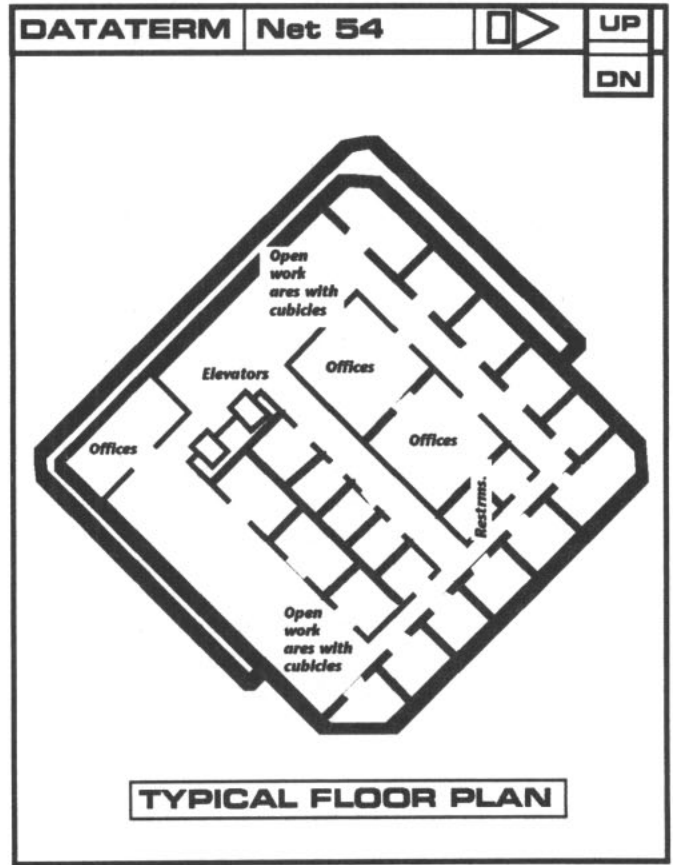 DATATERM Net 54 UP
DN
Open
work
ares with
cubicles
Elevators
Offices
Offices
Offices
Restrms.
Open
work
ares with
cubicles
TYPICAL FLOOR PLAN